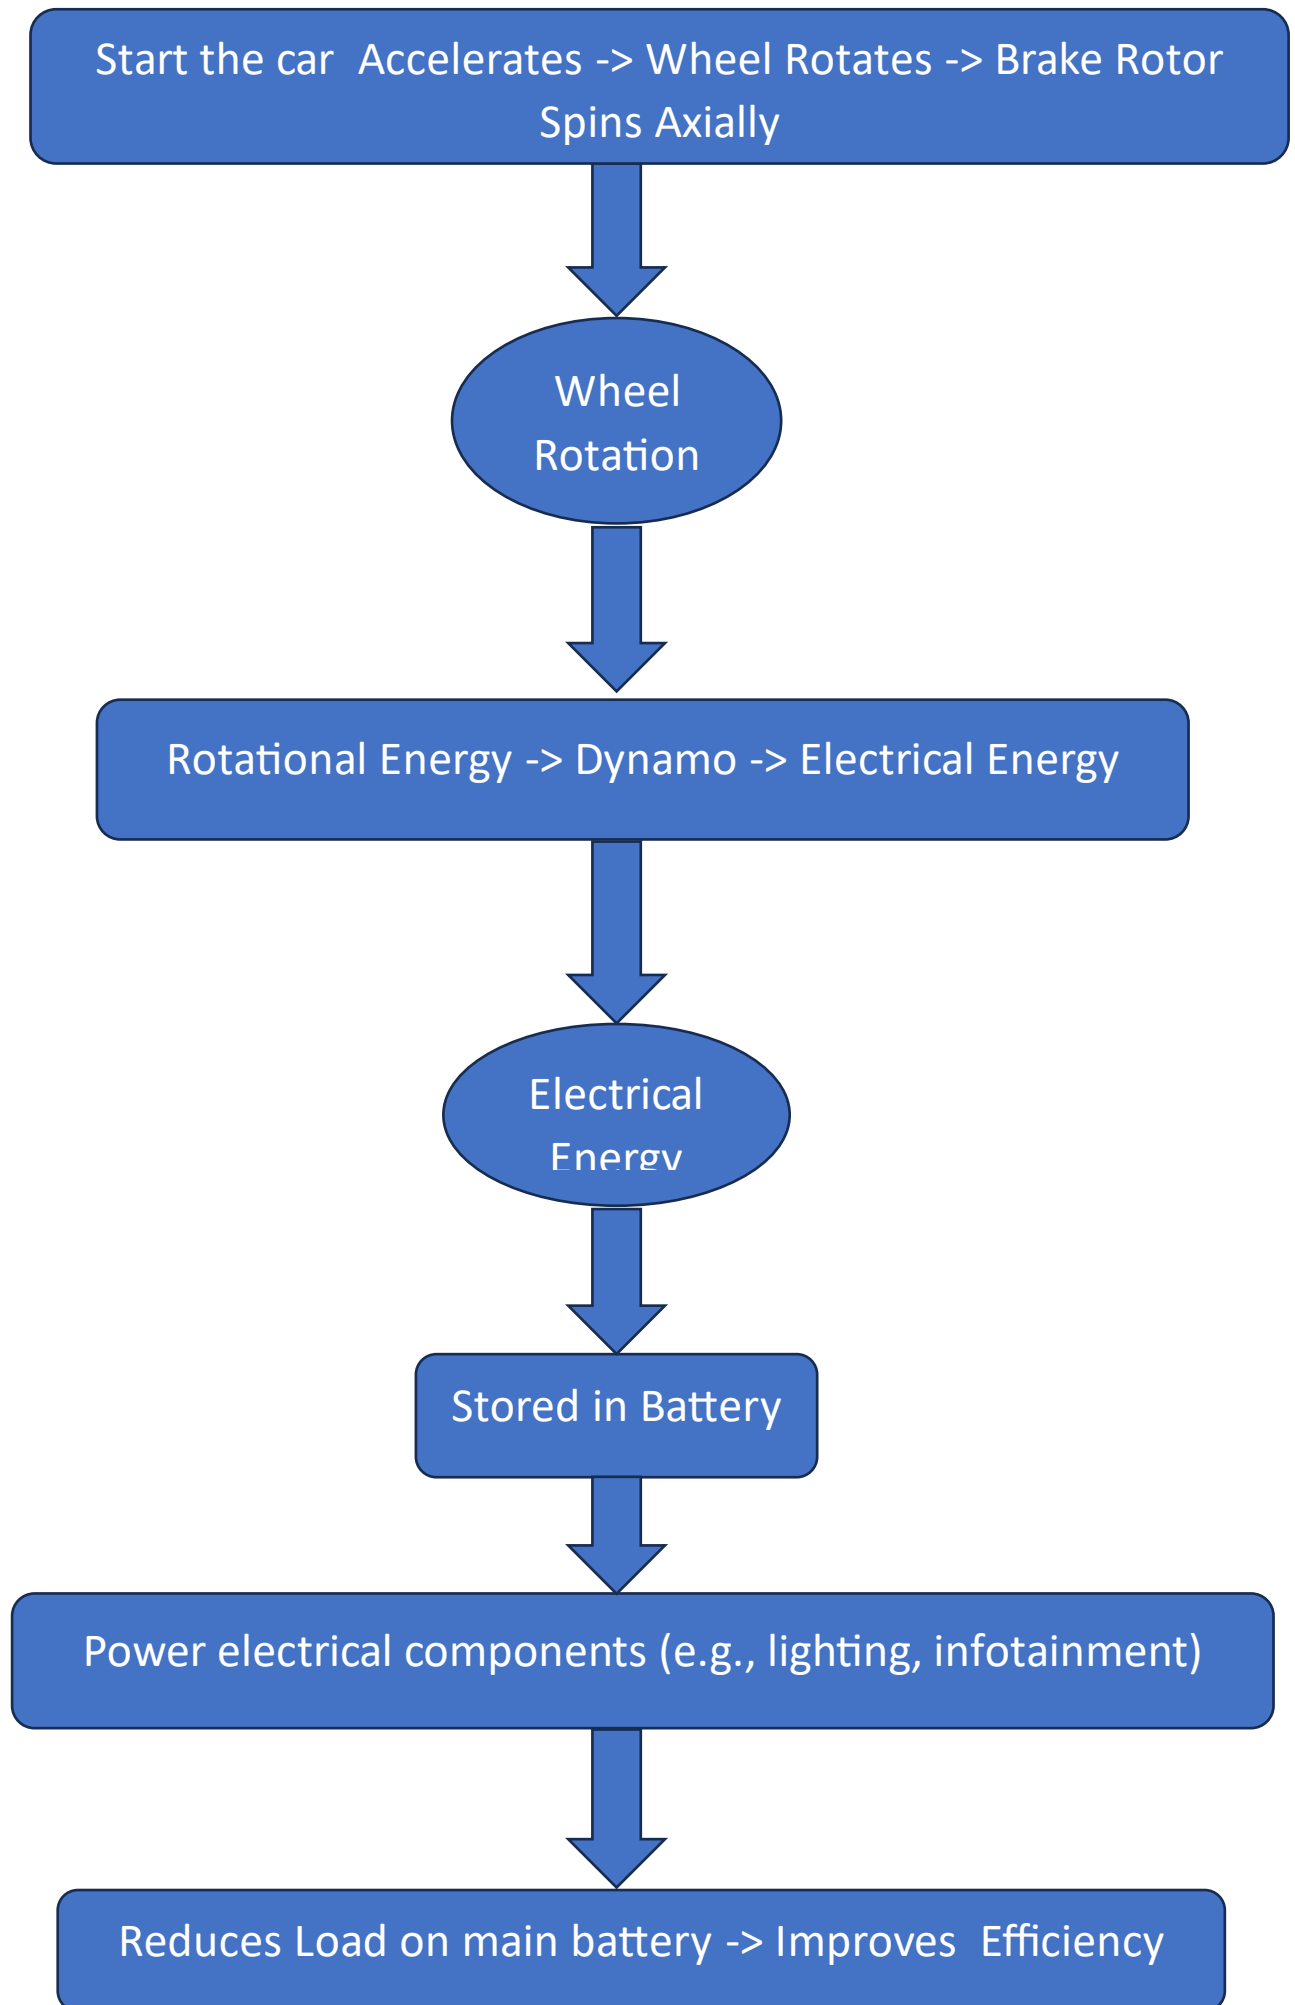 Start the car  Accelerates -> Wheel Rotates -> Brake Rotor
Spins Axially
Wheel
Rotation
Rotational Energy -> Dynamo -> Electrical Energy
Electrical
Energy
Stored in Battery
Power electrical components (e.g., lighting, infotainment)
Reduces Load on main battery -> Improves  Efficiency